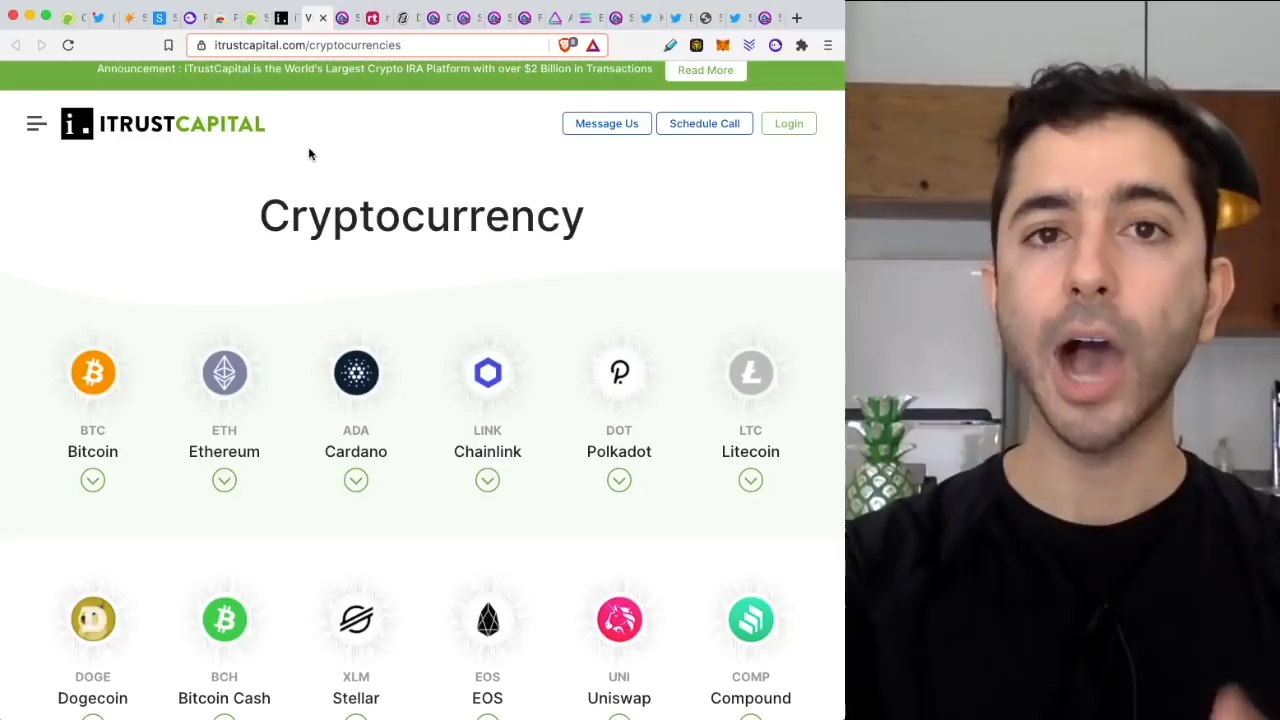 itrustcapital.com/cryptocurrencies
Announcement : iTrustCapital is the World's Largest Crypto IRA Platform with over $2 Billion in Transactions
Read More
i. ITRUSTCAPITAL
Message Us
Schedule Call
Login
Cryptocurrency
BTC ETH ADA LINK DOT LTC
Bitcoin Ethereum Cardano Chainlink Polkadot Litecoin
DOGE BCH XLM EOS UNI COMP
Dogecoin Bitcoin Cash Stellar EOS Uniswap Compound